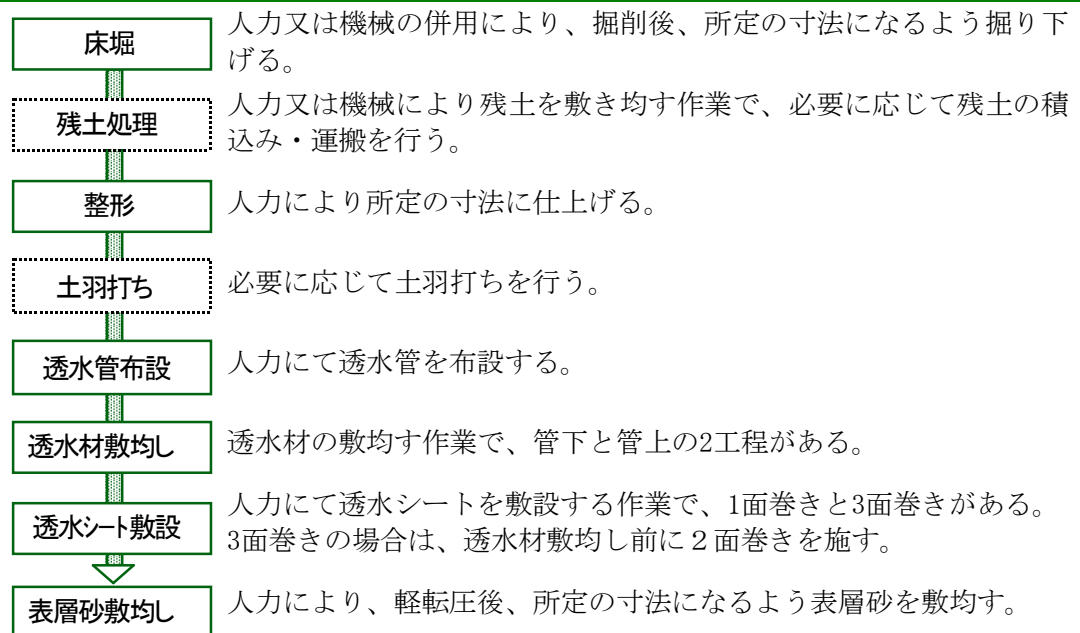 床堀
人力又は機械の併用により、掘削後、所定の寸法になるよう掘り下
げる。
残土処理
人力又は機械により残土を敷き均す作業で、必要に応じて残土の積
込み・運搬を行う。
整形
人力により所定の寸法に仕上げる。
土羽打ち
必要に応じて土羽打ちを行う。
透水管布設
人力にて透水管を布設する。
透水材敷均し
透水材の敷均す作業で、管下と管上の2工程がある。
透水シート敷設
人力にて透水シートを敷設する作業で、1面巻きと3面巻きがある。
3面巻きの場合は、透水材敷均し前に２面巻きを施す。
表層砂敷均し
人力により、軽転圧後、所定の寸法になるよう表層砂を敷均す。